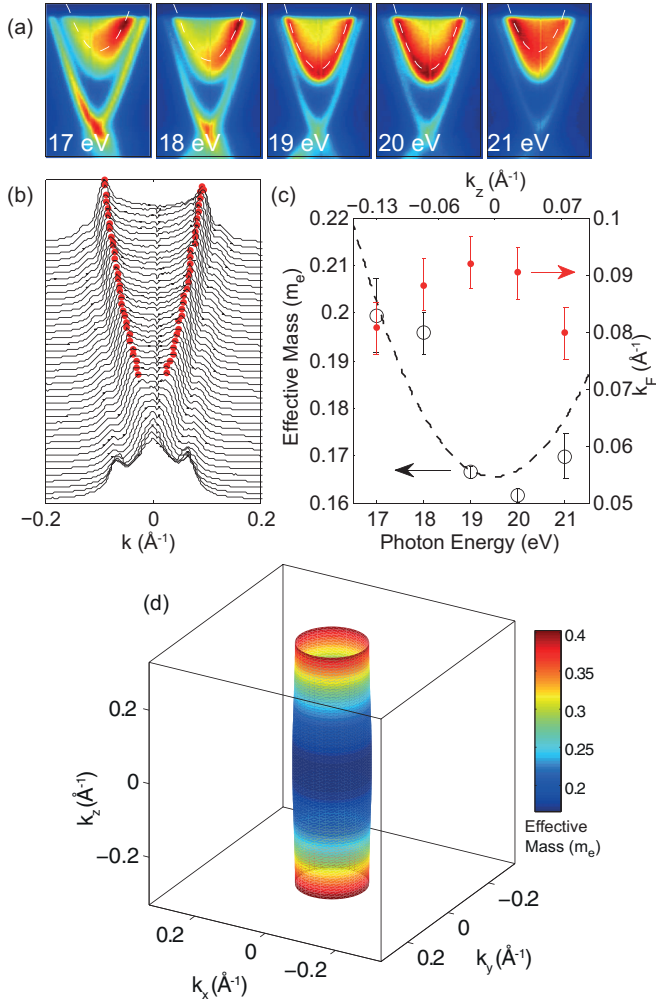 (a)
17 eV 18 eV 19 eV 20 eV 21 eV
(b)
−0.2 0 0.2
k (Å⁻¹)
(c)
k_z (Å⁻¹)
−0.13 −0.06 0 0.07
0.22 0.21 0.2 0.19 0.18 0.17 0.16
Effective Mass (mₑ)
0.1 0.09 0.08 0.07 0.06 0.05
k_F (Å⁻¹)
17 18 19 20 21
Photon Energy (eV)
(d)
0.2 0 −0.2
k_z (Å⁻¹)
0.2 0 −0.2
k_x (Å⁻¹)
0.2 0 −0.2
k_y (Å⁻¹)
0.4 0.35 0.3 0.25 0.2
Effective
Mass (mₑ)